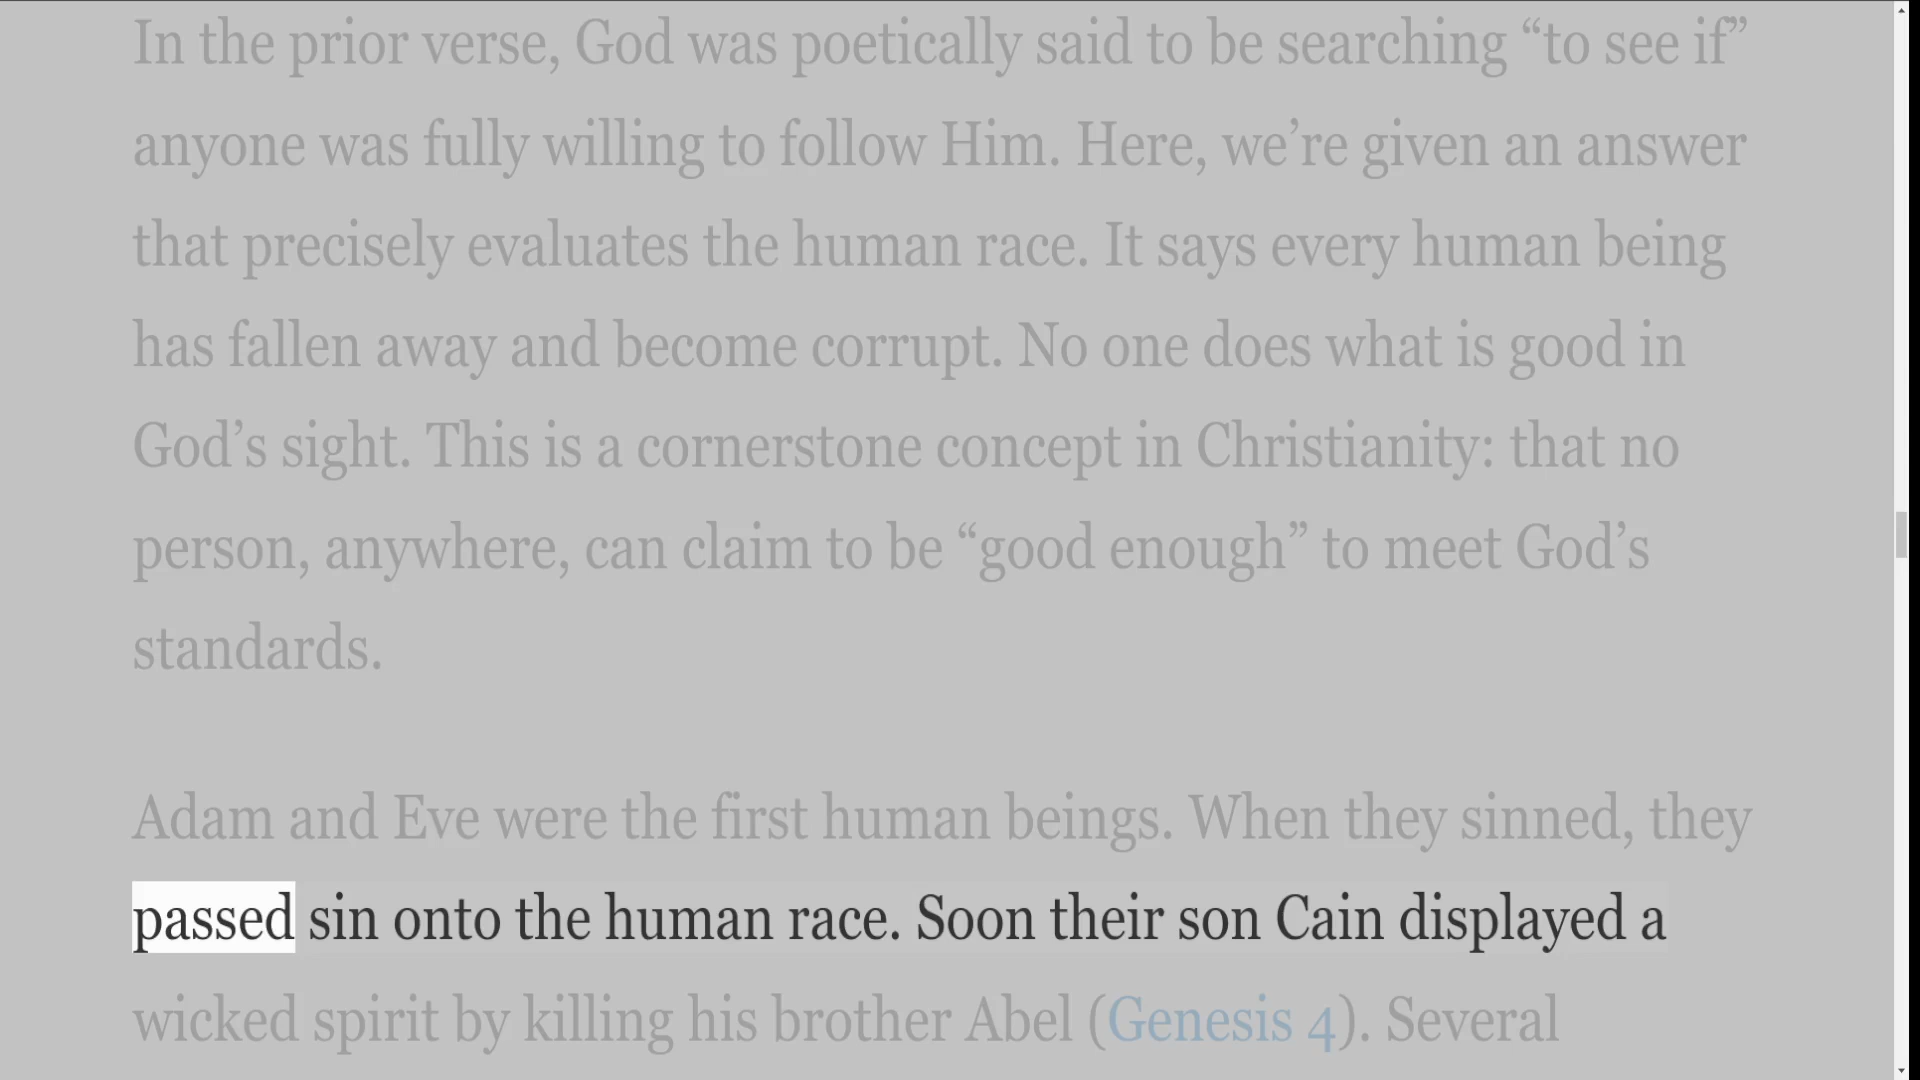 In the prior verse, God was poetically said to be searching “to see if”
anyone was fully willing to follow Him. Here, we’re given an answer
that precisely evaluates the human race. It says every human being
has fallen away and become corrupt. No one does what is good in
God’s sight. This is a cornerstone concept in Christianity: that no
person, anywhere, can claim to be “good enough” to meet God’s
standards.
Adam and Eve were the first human beings. When they sinned, they
passed sin onto the human race. Soon their son Cain displayed a
wicked spirit by killing his brother Abel (Genesis 4). Several